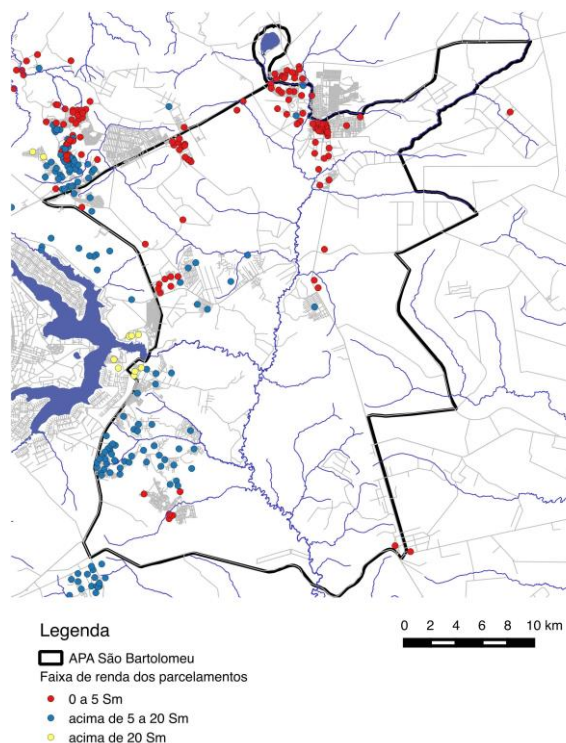 Legenda
APA São Bartolomeu
Faixa de renda dos parcelamentos
0 a 5 Sm
acima de 5 a 20 Sm
acima de 20 Sm
0 2 4 6 8 10 km